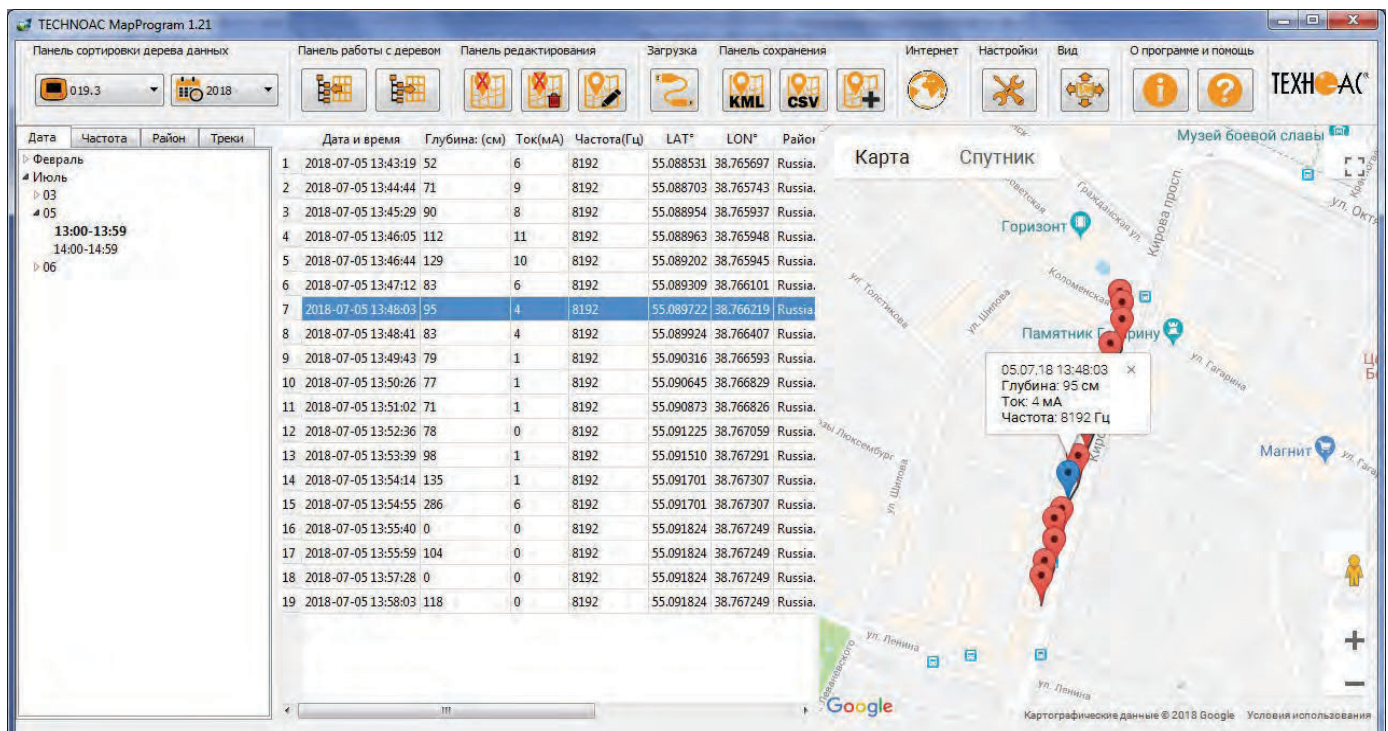 TECHNOAC MapProgram 1.21
Панель сортировки дерева данных
Панель работы с деревом
Панель редактирования
Загрузка
Панель сохранения
Интернет
Настройки
Вид
О программе и помощь
019.3
2018
KML
CSV
ТЕХНО-АС®
Дата Частота Район Треки
Февраль
Июль
03
05
13:00-13:59
14:00-14:59
06
Дата и время Глубина: (см) Ток(мА) Частота(Гц) LAT° LON° Район
1 2018-07-05 13:43:19 52 6 8192 55.088531 38.765697 Russia.
2 2018-07-05 13:44:44 71 9 8192 55.088703 38.765743 Russia.
3 2018-07-05 13:45:29 90 8 8192 55.088954 38.765937 Russia.
4 2018-07-05 13:46:05 112 11 8192 55.088963 38.765948 Russia.
5 2018-07-05 13:46:44 129 10 8192 55.089202 38.765945 Russia.
6 2018-07-05 13:47:12 83 6 8192 55.089309 38.766101 Russia.
7 2018-07-05 13:48:03 95 4 8192 55.089722 38.766219 Russia.
8 2018-07-05 13:48:41 83 4 8192 55.089924 38.766407 Russia.
9 2018-07-05 13:49:43 79 1 8192 55.090316 38.766593 Russia.
10 2018-07-05 13:50:26 77 1 8192 55.090645 38.766829 Russia.
11 2018-07-05 13:51:02 71 1 8192 55.090873 38.766826 Russia.
12 2018-07-05 13:52:36 78 0 8192 55.091225 38.767059 Russia.
13 2018-07-05 13:53:39 98 1 8192 55.091510 38.767291 Russia.
14 2018-07-05 13:54:14 135 1 8192 55.091701 38.767307 Russia.
15 2018-07-05 13:54:55 286 6 8192 55.091701 38.767307 Russia.
16 2018-07-05 13:55:40 0 0 8192 55.091824 38.767249 Russia.
17 2018-07-05 13:55:59 104 0 8192 55.091824 38.767249 Russia.
18 2018-07-05 13:57:28 0 0 8192 55.091824 38.767249 Russia.
19 2018-07-05 13:58:03 118 0 8192 55.091824 38.767249 Russia.
Карта Спутник
Музей боевой славы
ул. Окт
Гражданская ул.
Кирова просп.
Горизонт
Коломенская
ул. Толстикова
ул. Шилова
Памятник Гагарину
ул. Гагарина
05.07.18 13:48:03 ×
Глубина: 95 см
Ток: 4 мА
Частота: 8192 Гц
Люксембург
Магнит
ул. Гага
ул. Шилова
ул. Ленина
ул. Ленина
Google
Картографические данные © 2018 Google Условия использования